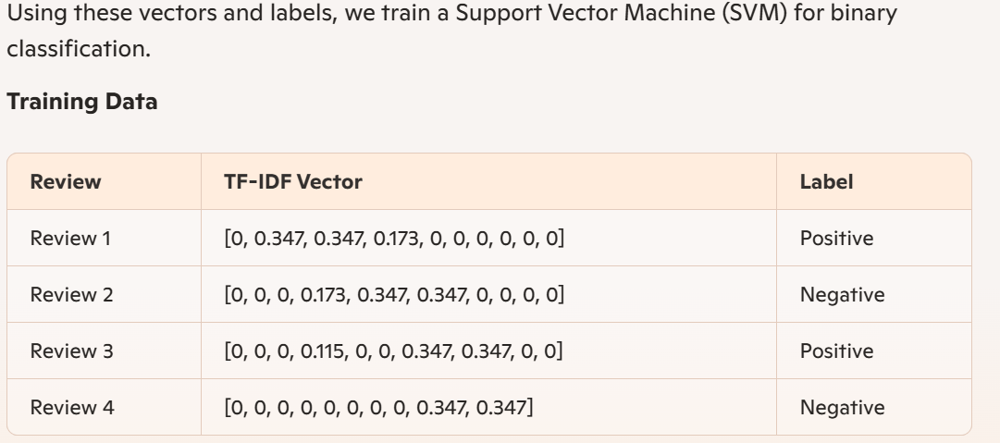 Using these vectors and labels, we train a Support Vector Machine (SVM) for binary
classification.
Training Data
Review TF-IDF Vector Label
Review 1 [0, 0.347, 0.347, 0.173, 0, 0, 0, 0, 0, 0] Positive
Review 2 [0, 0, 0, 0.173, 0.347, 0.347, 0, 0, 0, 0] Negative
Review 3 [0, 0, 0, 0.115, 0, 0, 0.347, 0.347, 0, 0] Positive
Review 4 [0, 0, 0, 0, 0, 0, 0, 0, 0.347, 0.347] Negative